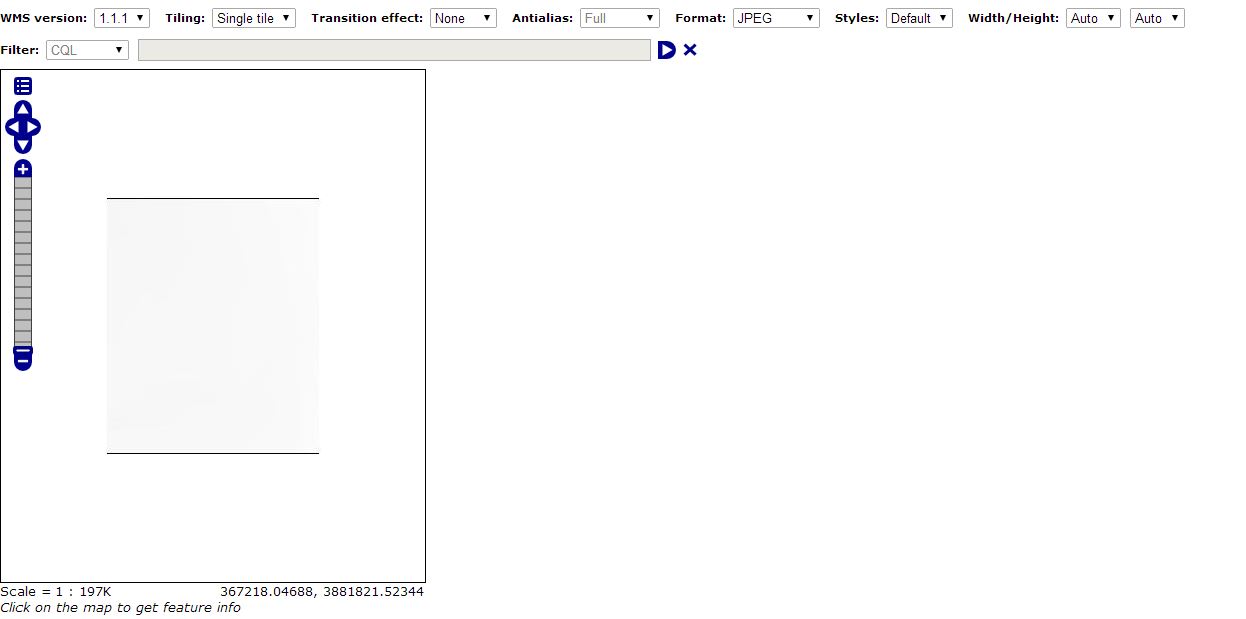 WMS version: 1.1.1 Tiling: Single tile Transition effect: None Antialias: Full Format: JPEG Styles: Default Width/Height: Auto Auto
Filter: CQL
Scale = 1 : 197K 367218.04688, 3881821.52344
Click on the map to get feature info